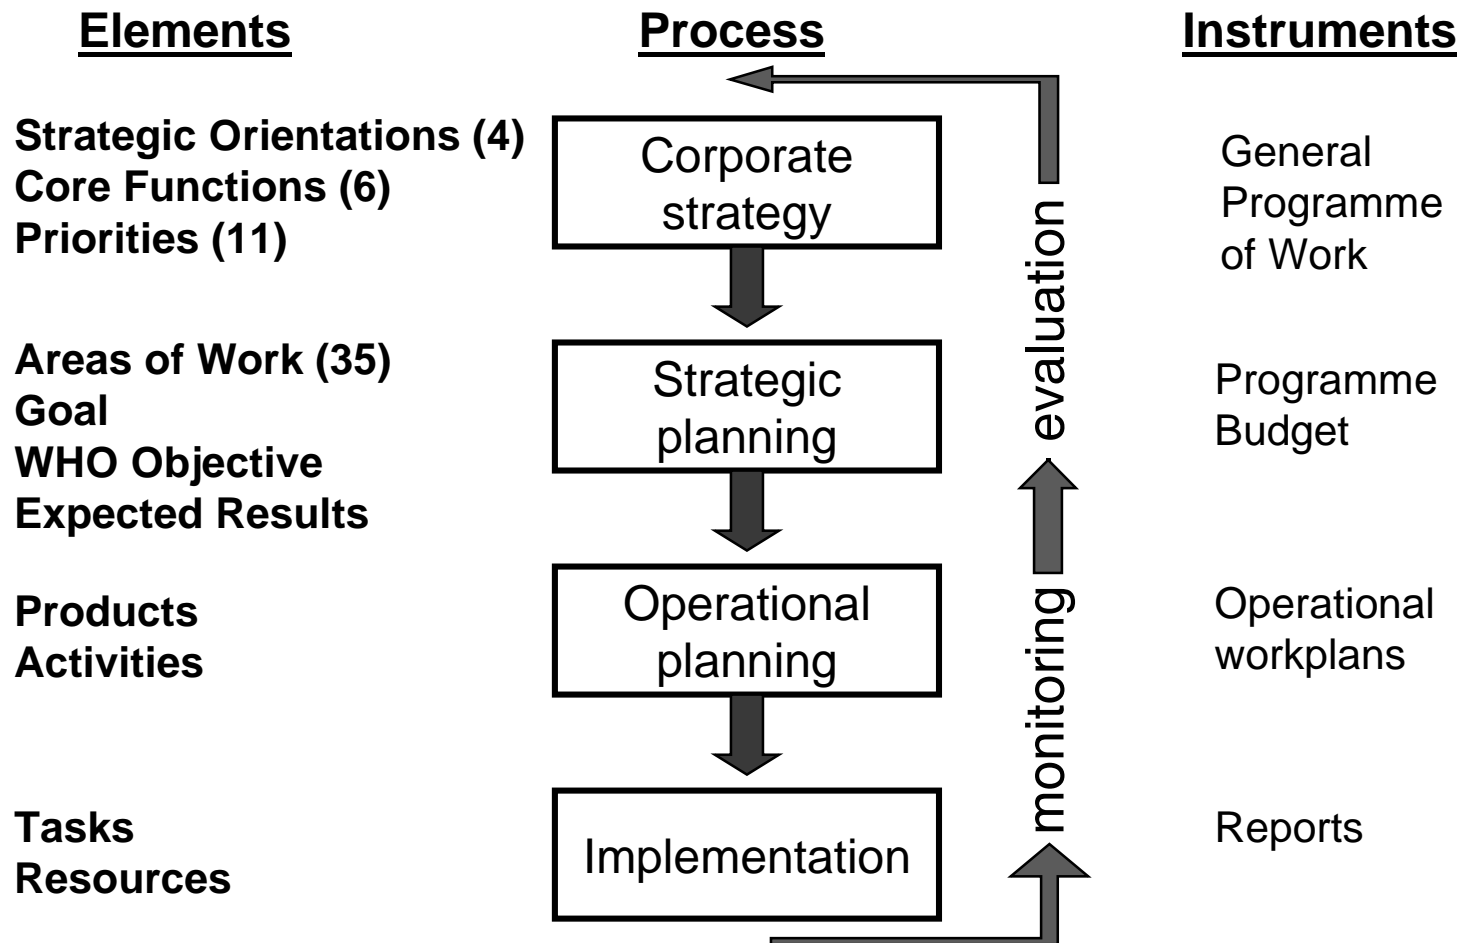 Elements
Process
Instruments
Strategic Orientations (4)
Core Functions (6)
Priorities (11)
Corporate
strategy
General
Programme
of Work
Areas of Work (35)
Goal
WHO Objective
Expected Results
Strategic
planning
Programme
Budget
Products
Activities
Operational
planning
Operational
workplans
Tasks
Resources
Implementation
Reports
monitoring
evaluation